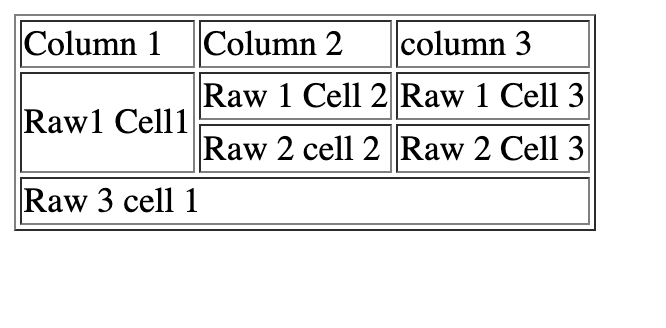 Column 1 Column 2 column 3
Raw1 Cell1 Raw 1 Cell 2 Raw 1 Cell 3
Raw 2 cell 2 Raw 2 Cell 3
Raw 3 cell 1